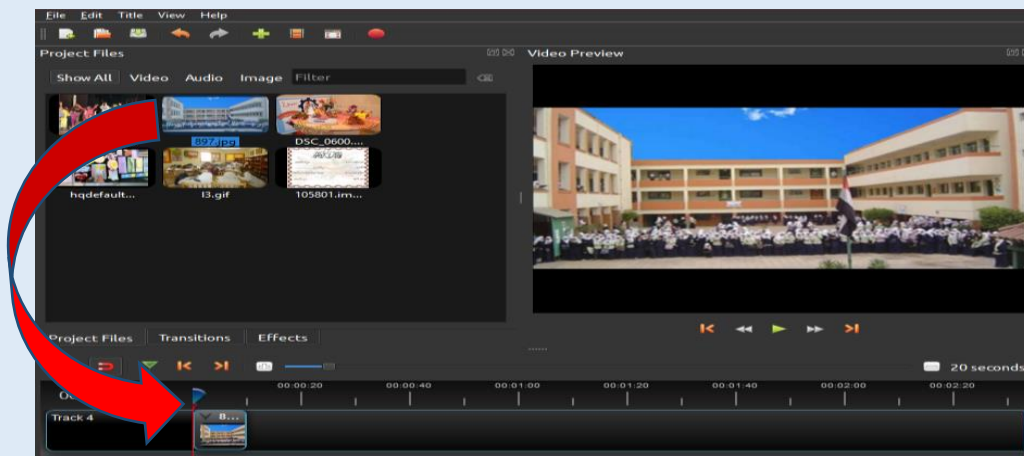 File Edit Title View Help
Project Files
Video Preview
Show All Video Audio Image Filter
897.jpg DSC_0600....
hqdefault... l3.gif 105801.im...
Project Files Transitions Effects
20 seconds
00:00:20 00:00:40 00:01:00 00:01:20 00:01:40 00:02:00 00:02:20
Track 4 8...